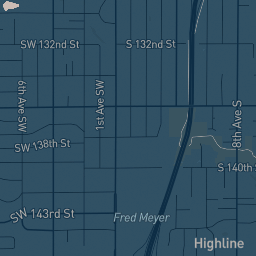 SW 132nd St
S 132nd St
6th Ave SW
1st Ave SW
8th Ave S
SW 138th St
S 140th
SW 143rd St
Fred Meyer
Highline